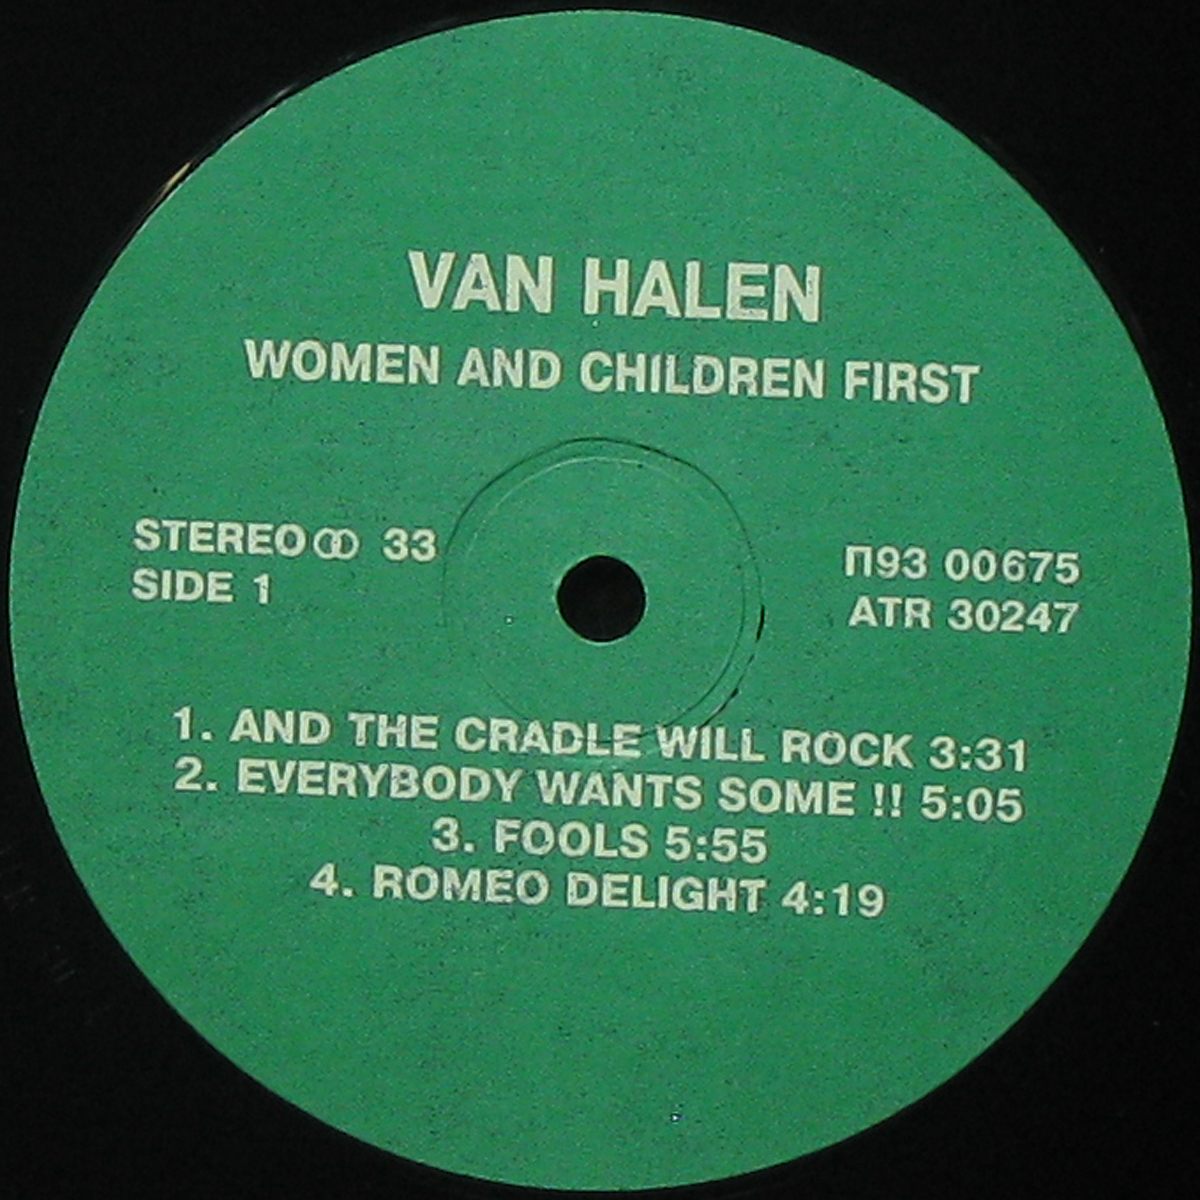 VAN HALEN
WOMEN AND CHILDREN FIRST
STEREO 33
SIDE 1
П93 00675
ATR 30247
1. AND THE CRADLE WILL ROCK 3:31
2. EVERYBODY WANTS SOME !! 5:05
3. FOOLS 5:55
4. ROMEO DELIGHT 4:19